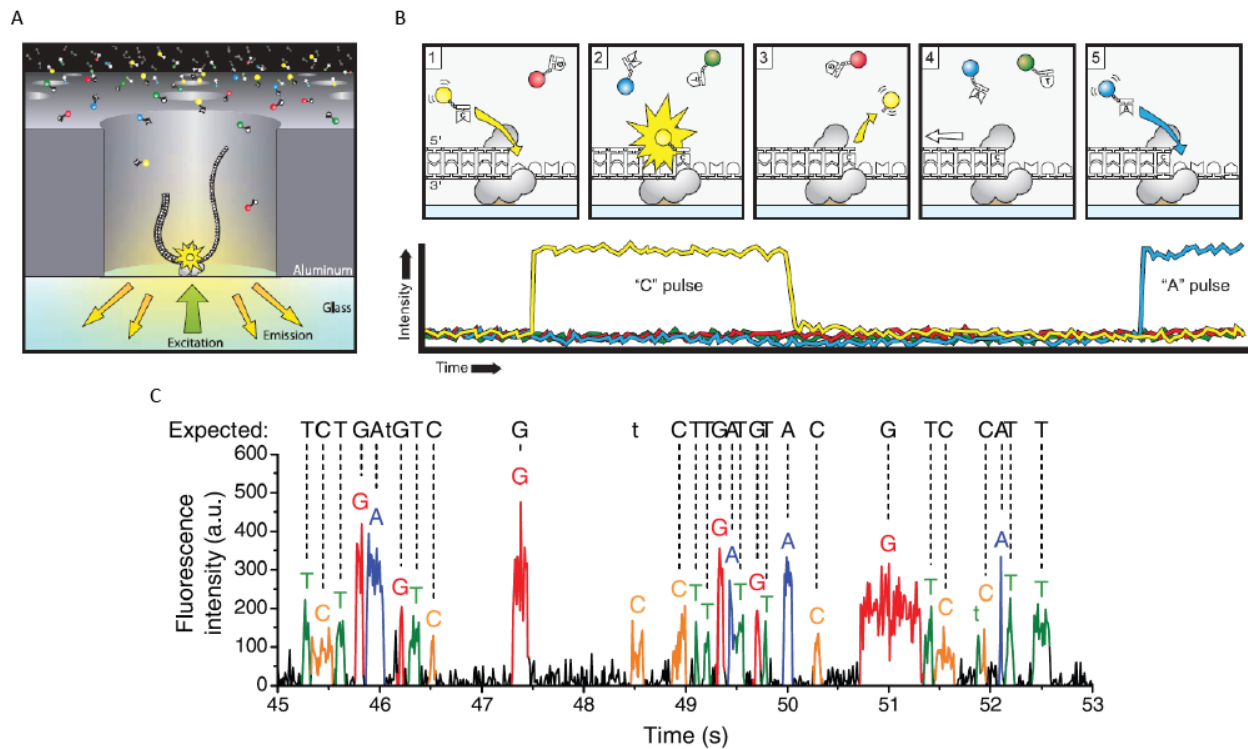 A
Aluminum
Glass
Excitation
Emission
B
1
2
3
4
5
C
G
A
T
G
T
A
T
A
5'
3'
"C" pulse
"A" pulse
Intensity
Time
C
Expected: T C T G A t G T C G t C T T G A T G T A C G T C C A T T
600
500
400
300
200
100
0
Fluorescence
intensity (a.u.)
T C T G A G T C G C C T T G A T G T A C G T C t C A T T
45 46 47 48 49 50 51 52 53
Time (s)